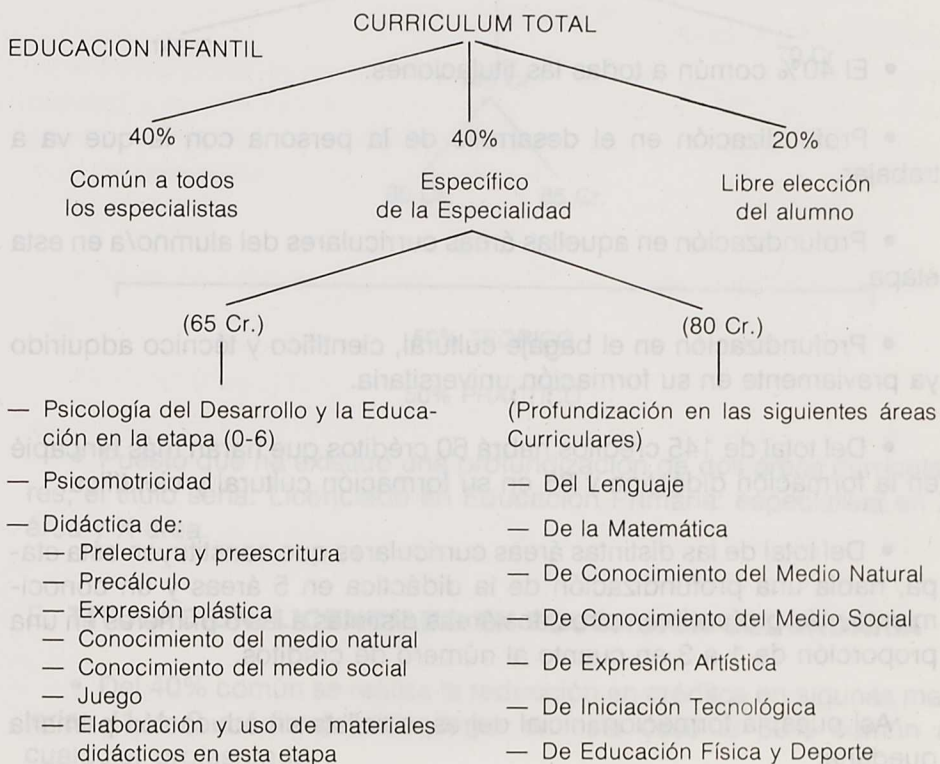 CURRICULUM TOTAL
EDUCACION INFANTIL
40%
Común a todos
los especialistas
40%
Específico
de la Especialidad
20%
Libre elección
del alumno
(65 Cr.)
— Psicología del Desarrollo y la Educa-
ción en la etapa (0-6)
— Psicomotricidad
— Didáctica de:
— Prelectura y preescritura
— Precálculo
— Expresión plástica
— Conocimiento del medio natural
— Conocimiento del medio social
— Juego
— Elaboración y uso de materiales
didácticos en esta etapa
(80 Cr.)
(Profundización en las siguientes áreas
Curriculares)
— Del Lenguaje
— De la Matemática
— De Conocimiento del Medio Natural
— De Conocimiento del Medio Social
— De Expresión Artística
— De Iniciación Tecnológica
— De Educación Física y Deporte